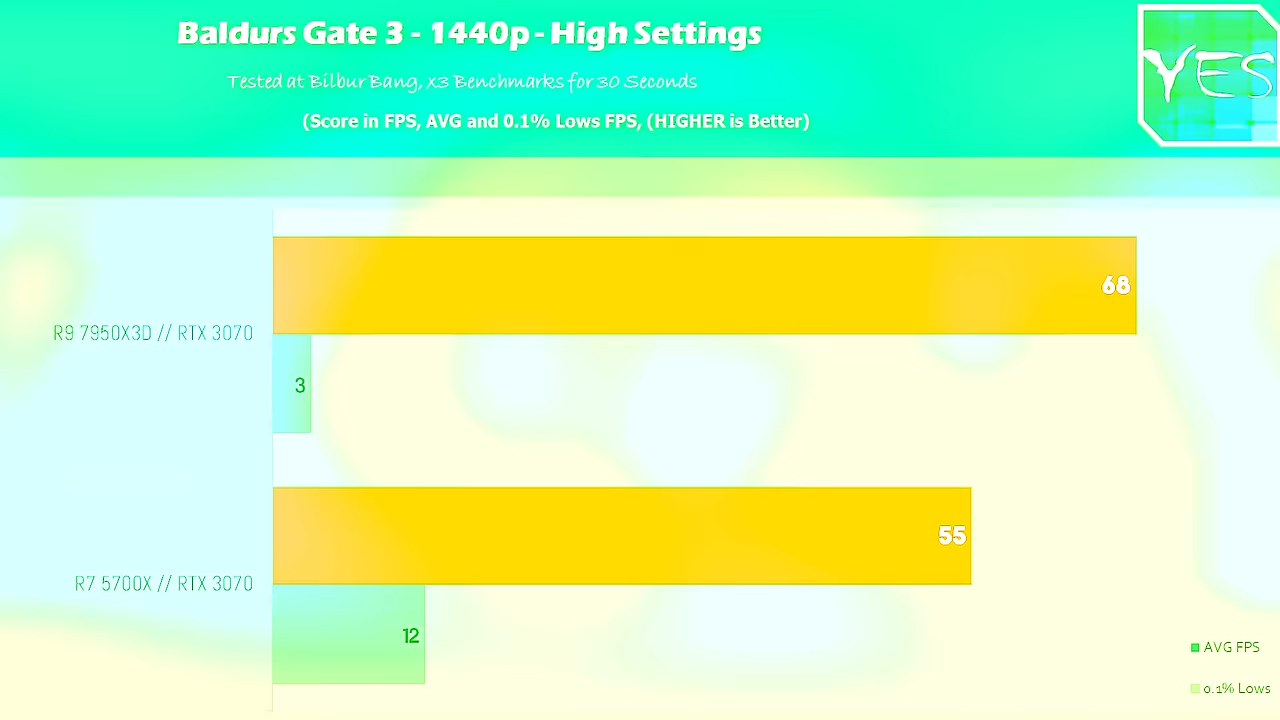 Baldurs Gate 3 - 1440p - High Settings
YES
Tested at Bilbur Bang, x3 Benchmarks for 30 Seconds
(Score in FPS, AVG and 0.1% Lows FPS, (HIGHER is Better)
68
R9 7950X3D // RTX 3070
3
55
R7 5700X // RTX 3070
12
AVG FPS
0.1% Lows